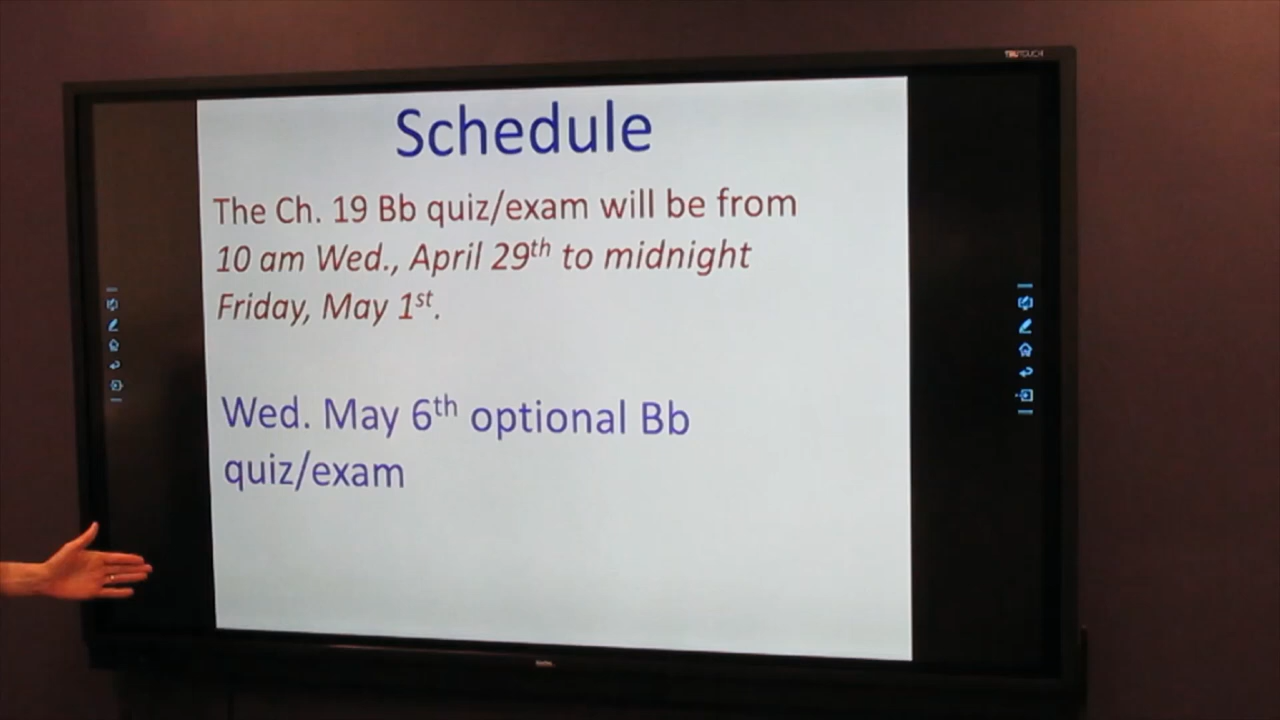 TRUTOUCH
Schedule
The Ch. 19 Bb quiz/exam will be from
10 am Wed., April 29th to midnight
Friday, May 1st.
Wed. May 6th optional Bb
quiz/exam